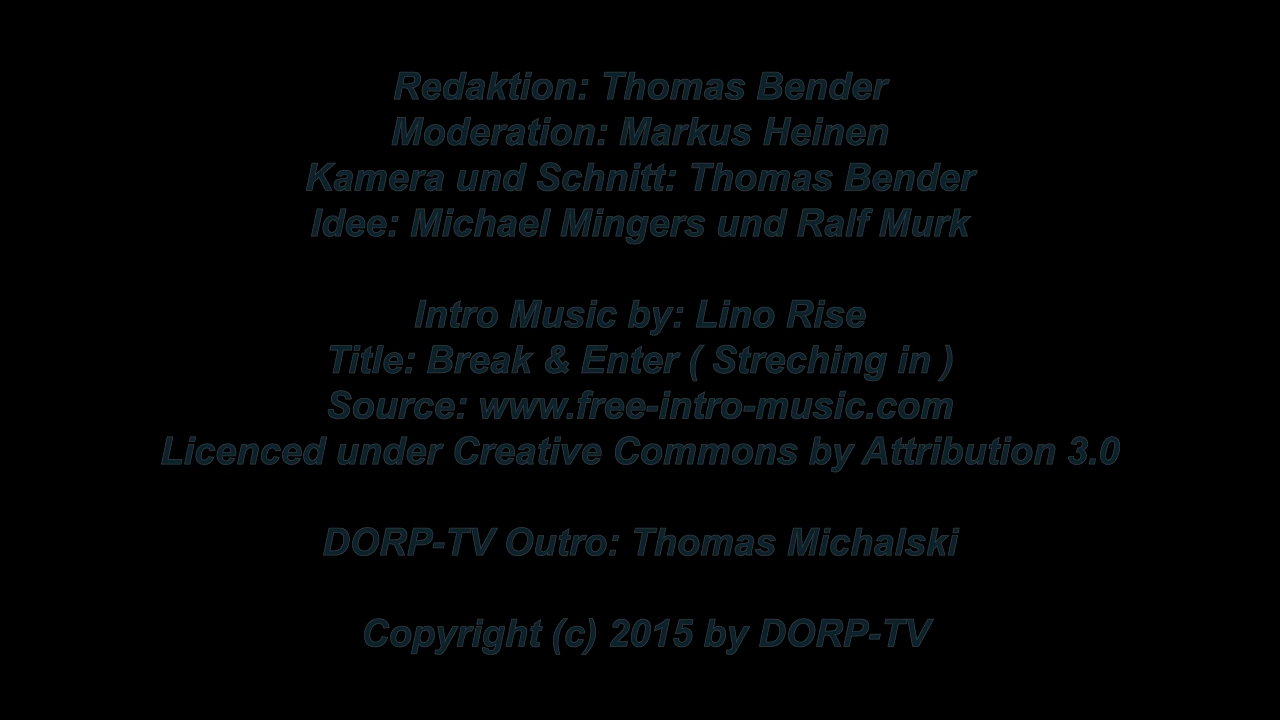 Redaktion: Thomas Bender
Moderation: Markus Heinen
Kamera und Schnitt: Thomas Bender
Idee: Michael Mingers und Ralf Murk
Intro Music by: Lino Rise
Title: Break & Enter ( Streching in )
Source: www.free-intro-music.com
Licenced under Creative Commons by Attribution 3.0
DORP-TV Outro: Thomas Michalski
Copyright (c) 2015 by DORP-TV